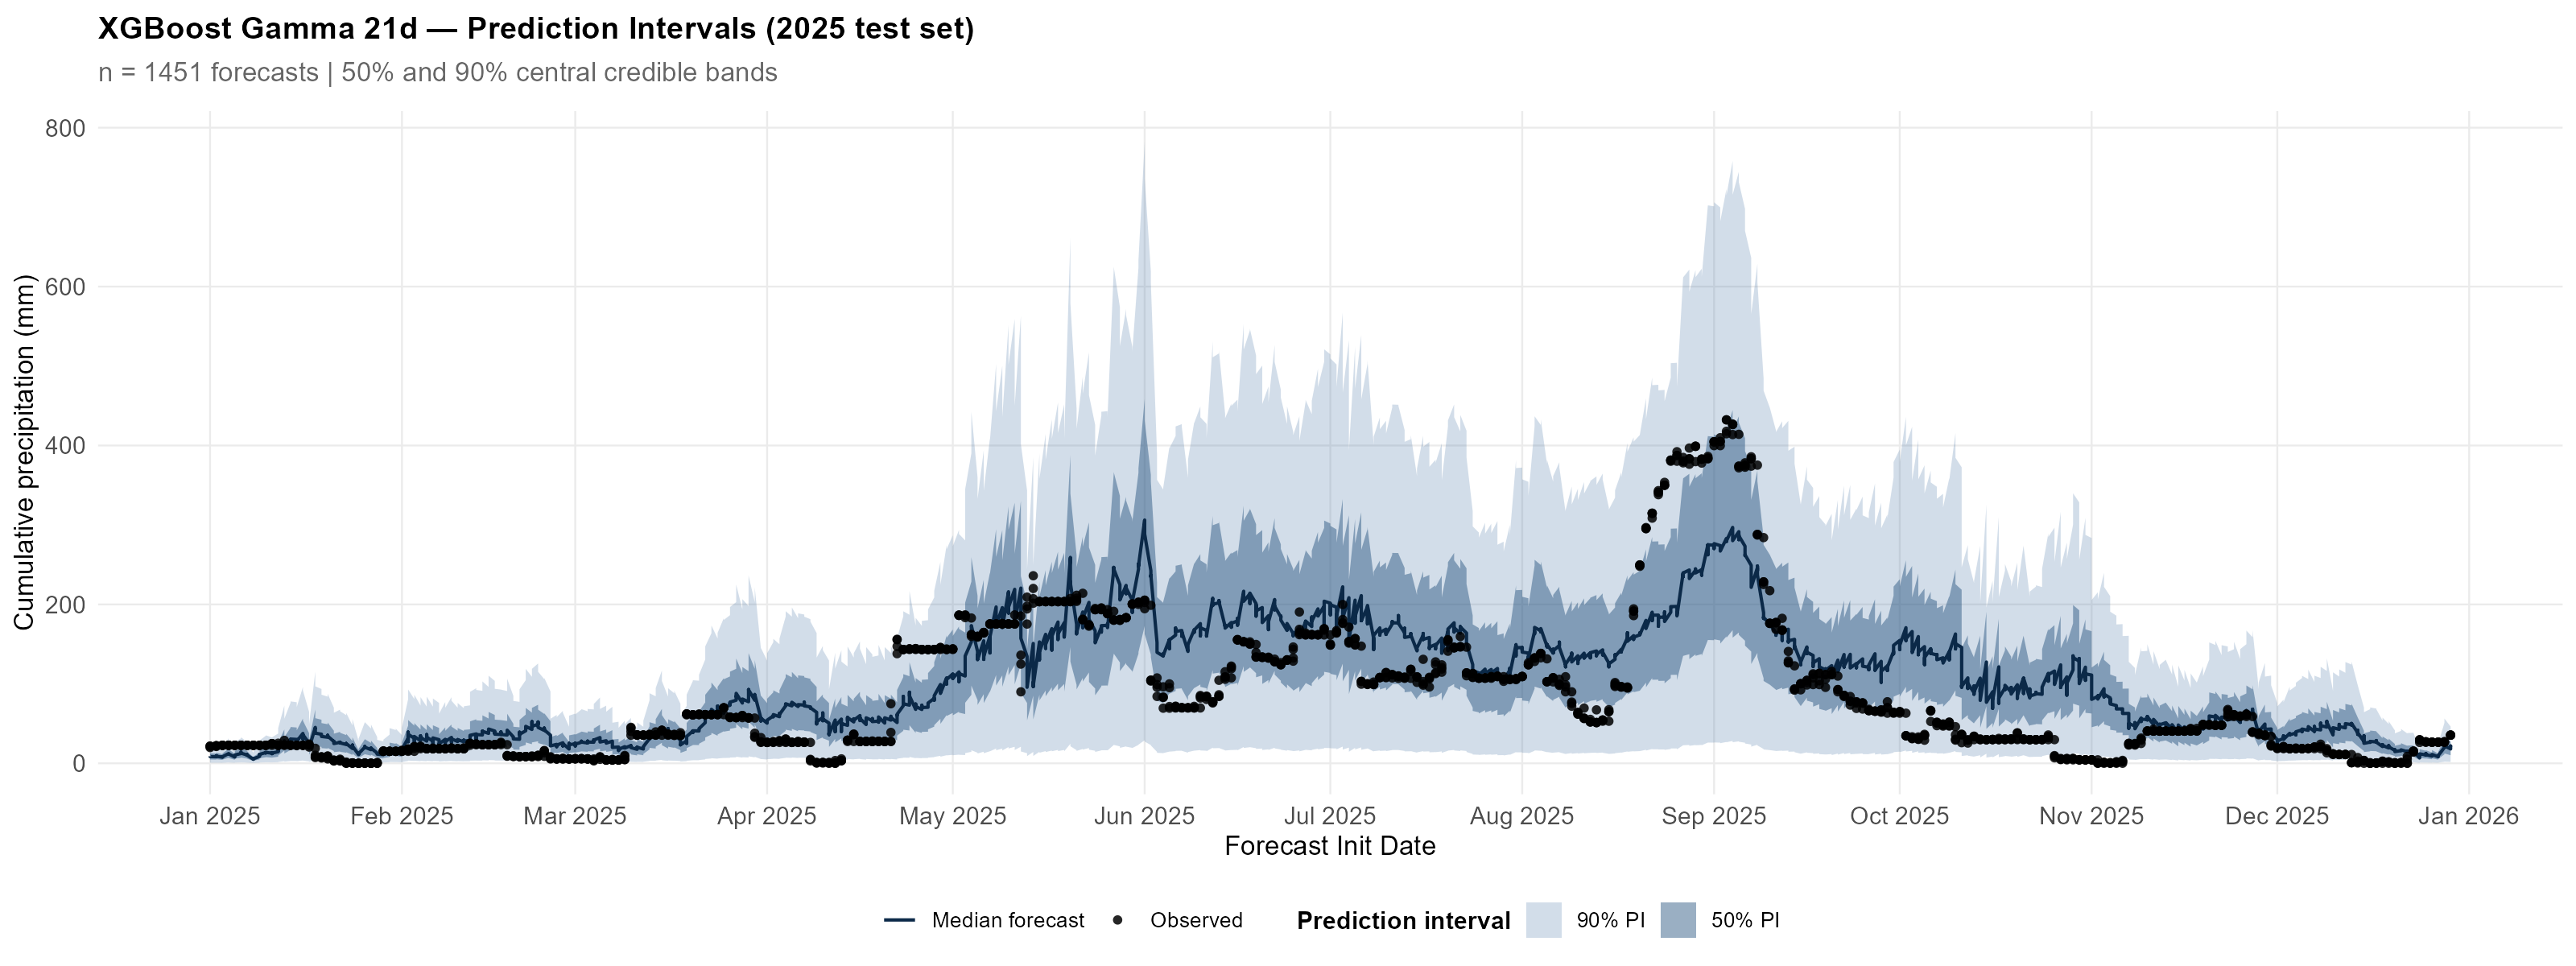 XGBoost Gamma 21d — Prediction Intervals (2025 test set)
n = 1451 forecasts | 50% and 90% central credible bands
Cumulative precipitation (mm)
800
600
400
200
0
Jan 2025 Feb 2025 Mar 2025 Apr 2025 May 2025 Jun 2025 Jul 2025 Aug 2025 Sep 2025 Oct 2025 Nov 2025 Dec 2025 Jan 2026
Forecast Init Date
Median forecast Observed Prediction interval 90% PI 50% PI